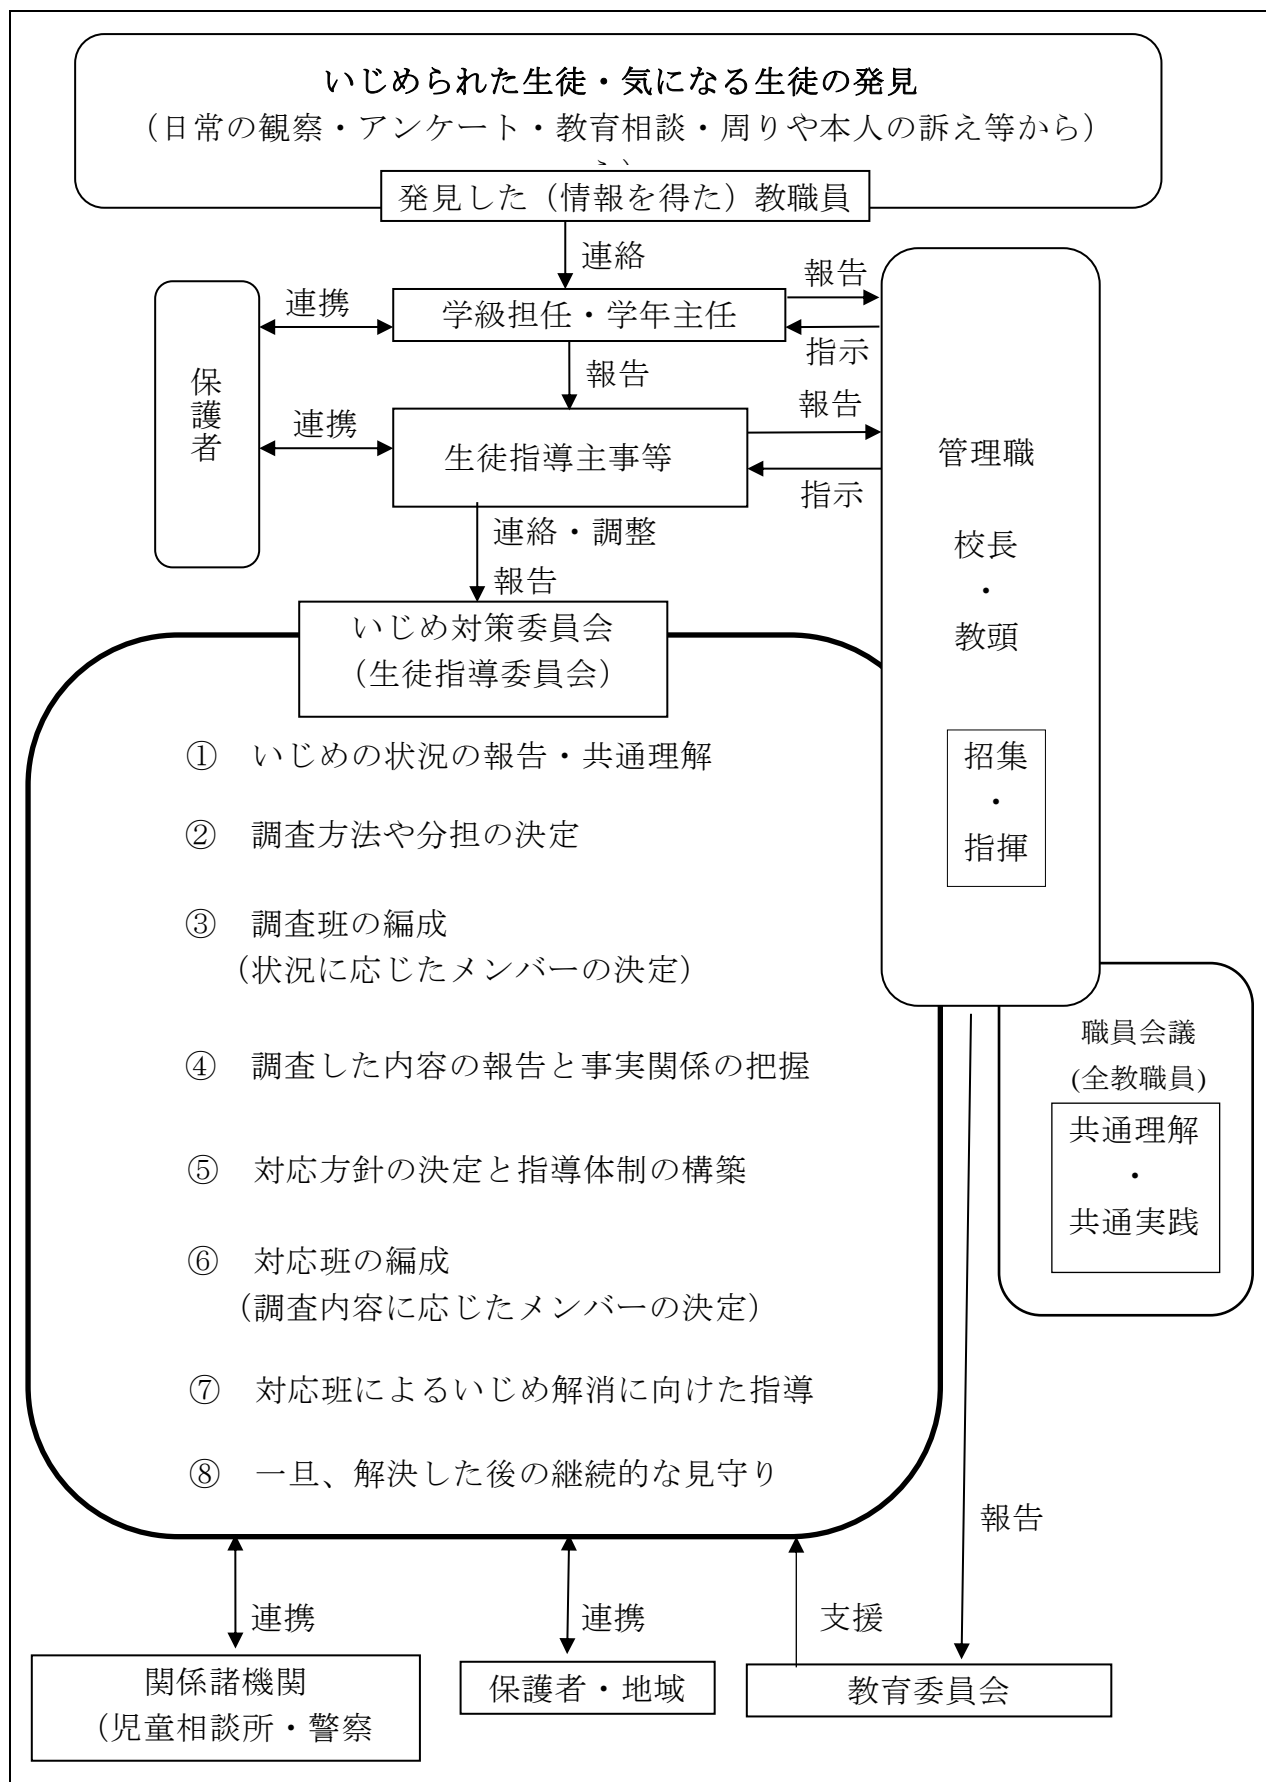 いじめられた生徒・気になる生徒の発見
（日常の観察・アンケート・教育相談・周りや本人の訴え等から）
発見した（情報を得た）教職員
連絡
学級担任・学年主任
報告
指示
連携
保護者
報告
連携
生徒指導主事等
報告
指示
管理職
校長
・
教頭
招集
・
指揮
連絡・調整
報告
いじめ対策委員会
（生徒指導委員会）
① いじめの状況の報告・共通理解
② 調査方法や分担の決定
③ 調査班の編成
（状況に応じたメンバーの決定）
④ 調査した内容の報告と事実関係の把握
⑤ 対応方針の決定と指導体制の構築
⑥ 対応班の編成
（調査内容に応じたメンバーの決定）
⑦ 対応班によるいじめ解消に向けた指導
⑧ 一旦、解決した後の継続的な見守り
職員会議
(全教職員)
共通理解
・
共通実践
報告
連携
連携
支援
関係諸機関
（児童相談所・警察
保護者・地域
教育委員会